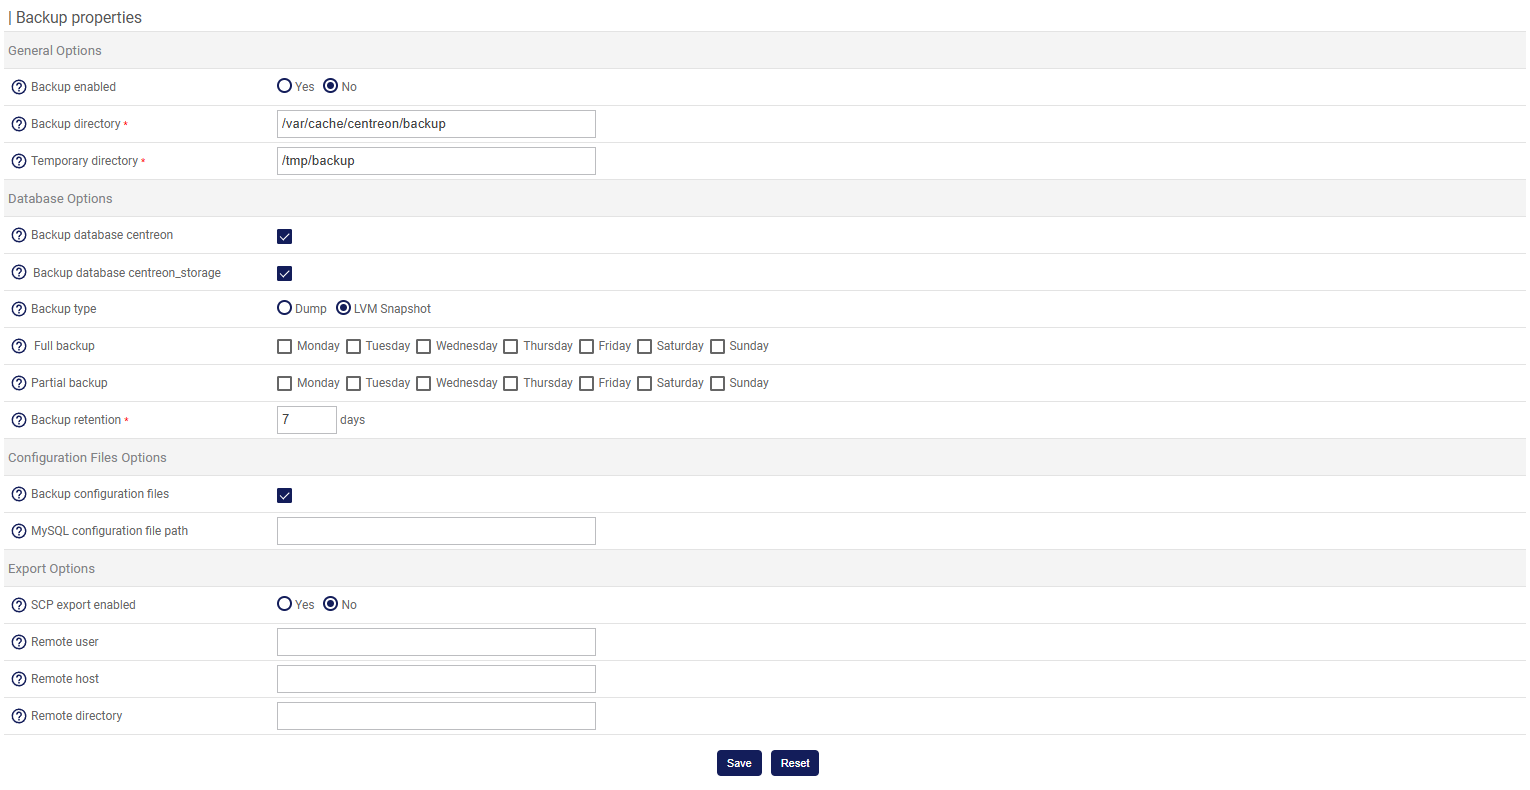 Backup properties
General Options
Backup enabled Yes No
Backup directory * /var/cache/centreon/backup
Temporary directory * /tmp/backup
Database Options
Backup database centreon
Backup database centreon_storage
Backup type Dump LVM Snapshot
Full backup Monday Tuesday Wednesday Thursday Friday Saturday Sunday
Partial backup Monday Tuesday Wednesday Thursday Friday Saturday Sunday
Backup retention * 7 days
Configuration Files Options
Backup configuration files
MySQL configuration file path
Export Options
SCP export enabled Yes No
Remote user
Remote host
Remote directory
Save Reset